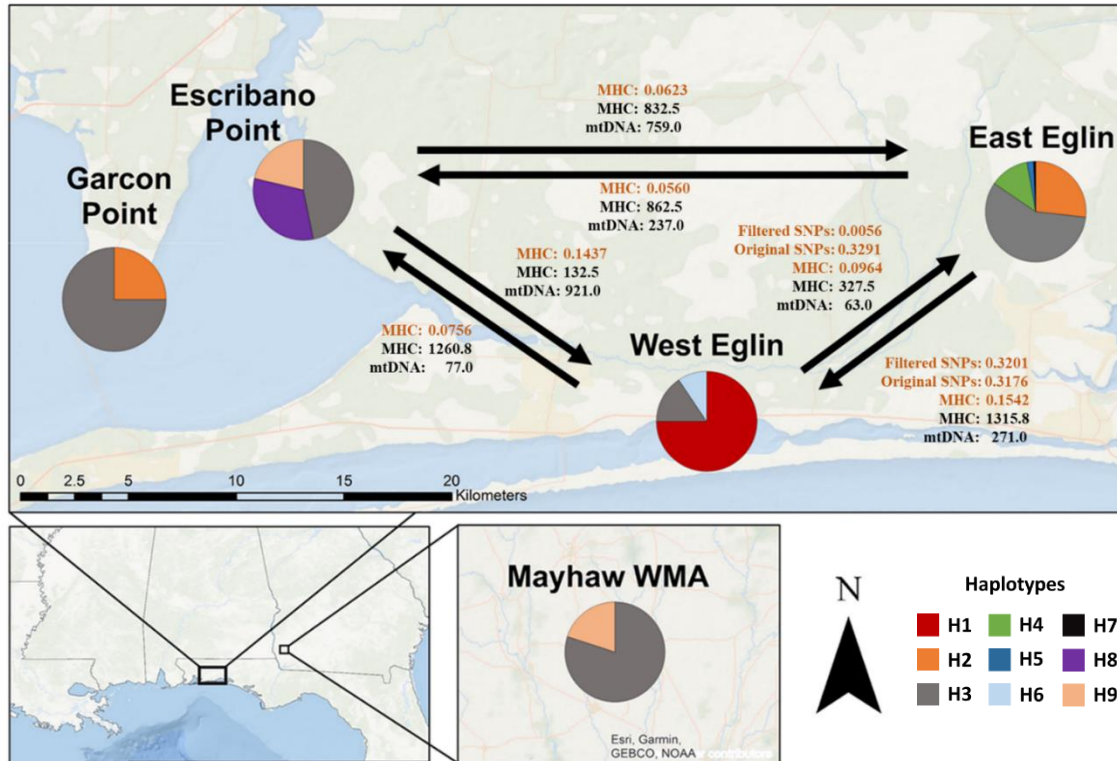 Escribano
Point
Garcon
Point
MHC: 0.0623
MHC: 832.5
mtDNA: 759.0
MHC: 0.0560
MHC: 862.5
mtDNA: 237.0
East Eglin
MHC: 0.1437
MHC: 132.5
mtDNA: 921.0
MHC: 0.0756
MHC: 1260.8
mtDNA: 77.0
Filtered SNPs: 0.0056
Original SNPs: 0.3291
MHC: 0.0964
MHC: 327.5
mtDNA: 63.0
West Eglin
Filtered SNPs: 0.3201
Original SNPs: 0.3176
MHC: 0.1542
MHC: 1315.8
mtDNA: 271.0
0 2.5 5 10 15 20
Kilometers
Mayhaw WMA
Esri, Garmin,
GEBCO, NOAA r contributors
N
Haplotypes
H1 H4 H7
H2 H5 H8
H3 H6 H9